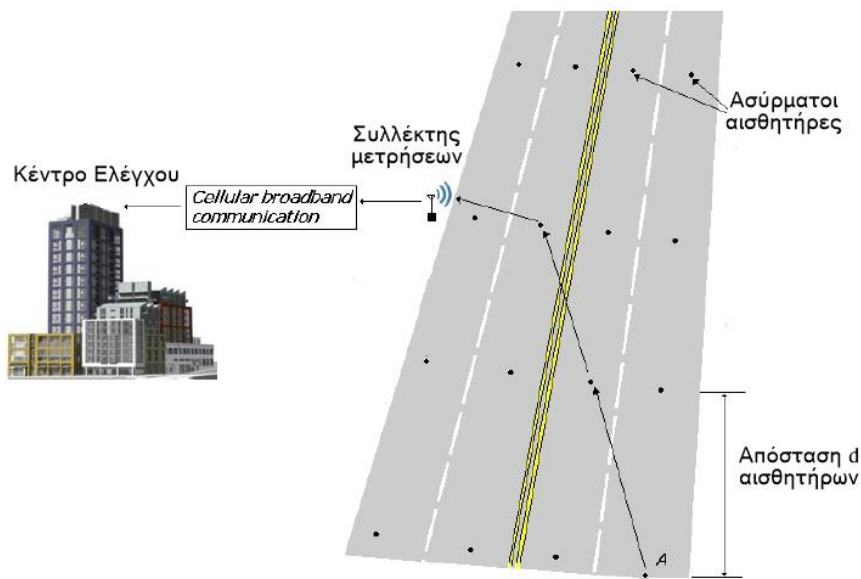 Ασύρματοι
αισθητήρες
Συλλέκτης
μετρήσεων
Κέντρο Ελέγχου
Cellular broadband
communication
Απόσταση d
αισθητήρων
A